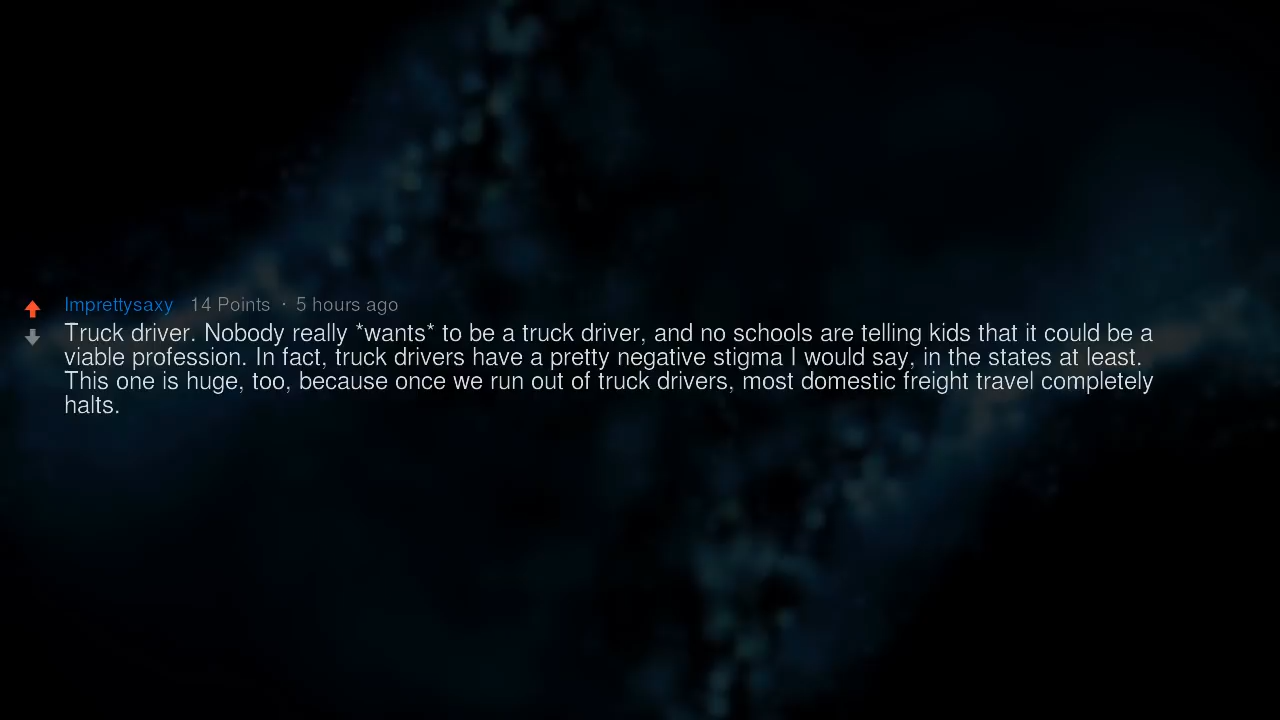 Imprettysaxy 14 Points · 5 hours ago
Truck driver. Nobody really *wants* to be a truck driver, and no schools are telling kids that it could be a
viable profession. In fact, truck drivers have a pretty negative stigma I would say, in the states at least.
This one is huge, too, because once we run out of truck drivers, most domestic freight travel completely
halts.